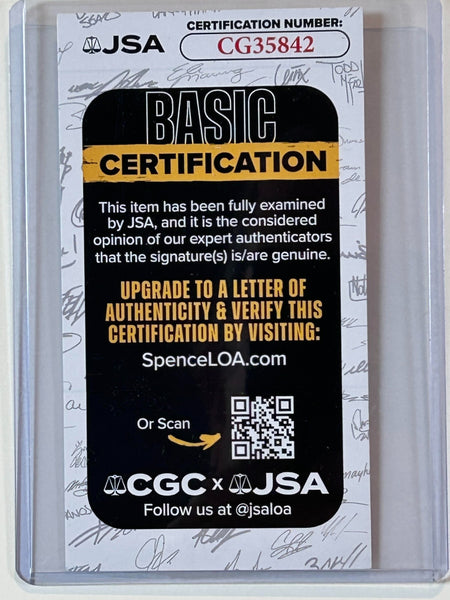 JSA
CERTIFICATION NUMBER:
CG35842
BASIC
CERTIFICATION
This item has been fully examined
by JSA, and it is the considered
opinion of our expert authenticators
that the signature(s) is/are genuine.
UPGRADE TO A LETTER OF
AUTHENTICITY & VERIFY THIS
CERTIFICATION BY VISITING:
SpenceLOA.com
Or Scan
CGC x JSA
Follow us at @jsaloa